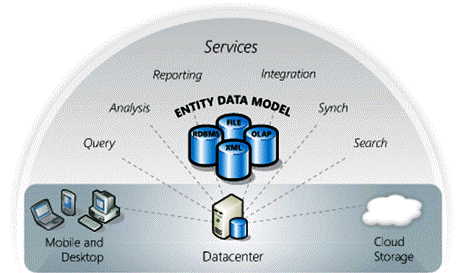 Services
Reporting
Integration
Analysis
ENTITY DATA MODEL
Synch
FILE
RDBMS
OLAP
XML
Query
Search
Mobile and
Desktop
Datacenter
Cloud
Storage